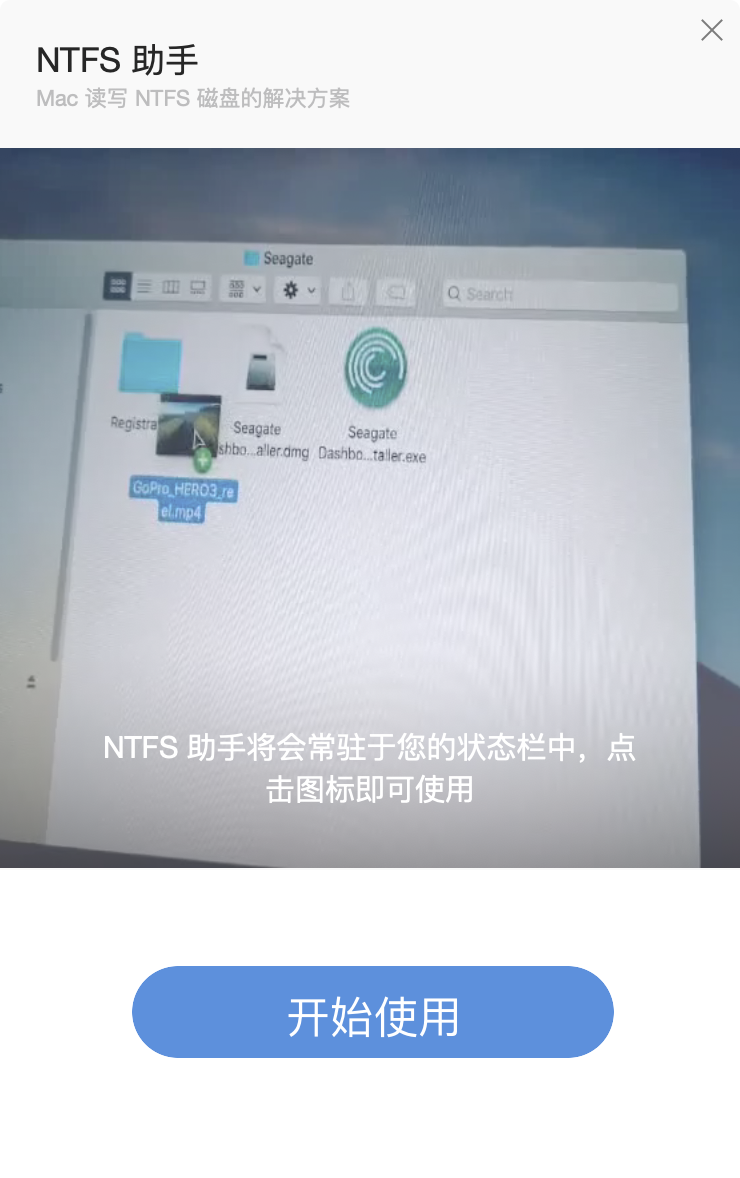 NTFS 助手
Mac 读写 NTFS 磁盘的解决方案
Seagate
Search
Registra
Seagate
shbo...aller.dmg
Seagate
Dashbo...taller.exe
GoPro_HERO3_re
el.mp4
NTFS 助手将会常驻于您的状态栏中，点
击图标即可使用
开始使用